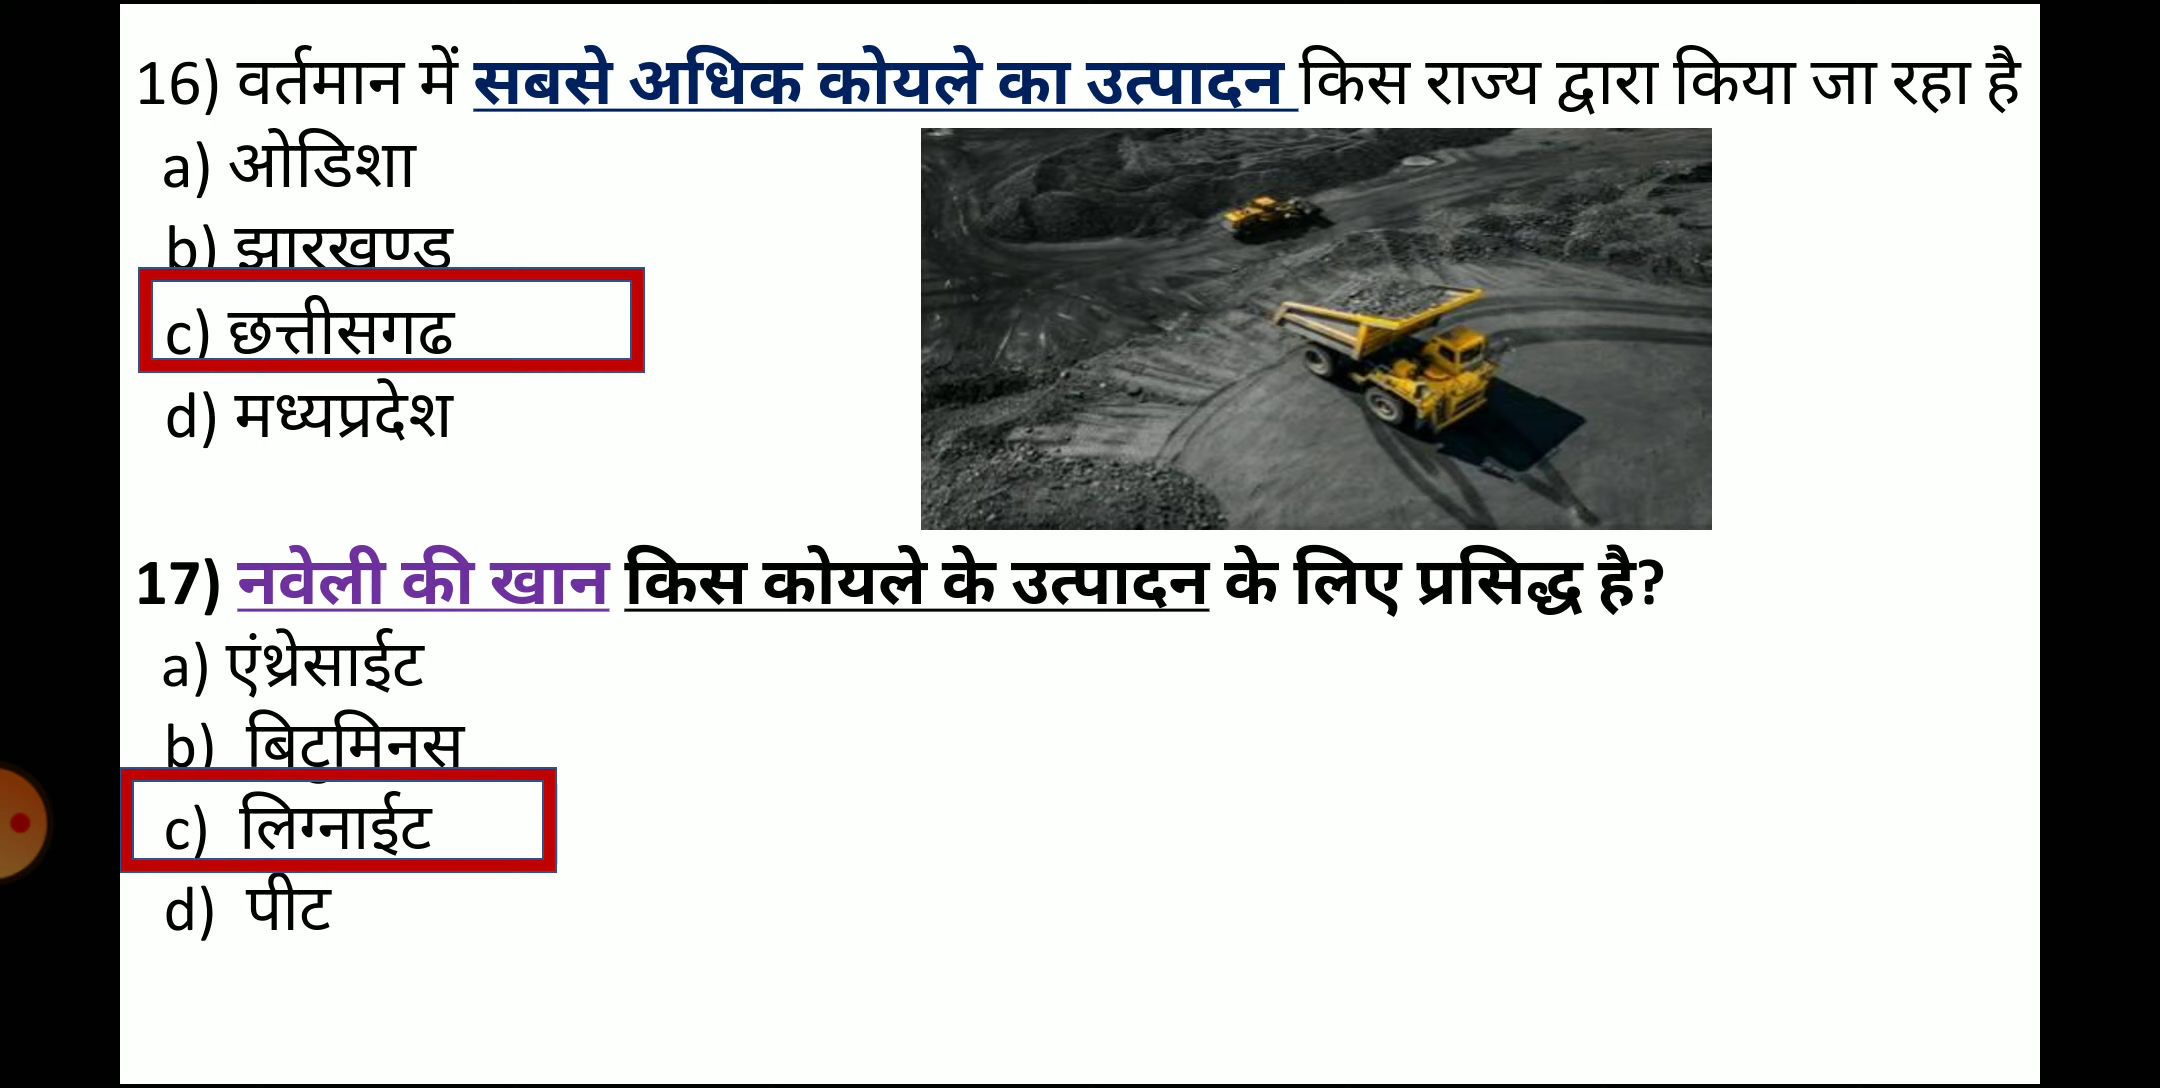 16) वर्तमान में सबसे अधिक कोयले का उत्पादन किस राज्य द्वारा किया जा रहा है
a) ओडिशा
b) झारखण्ड
c) छत्तीसगढ
d) मध्यप्रदेश
17) नवेली की खान किस कोयले के उत्पादन के लिए प्रसिद्ध है?
a) एंथ्रेसाईट
b) बिटुमिनस
c) लिग्नाईट
d) पीट